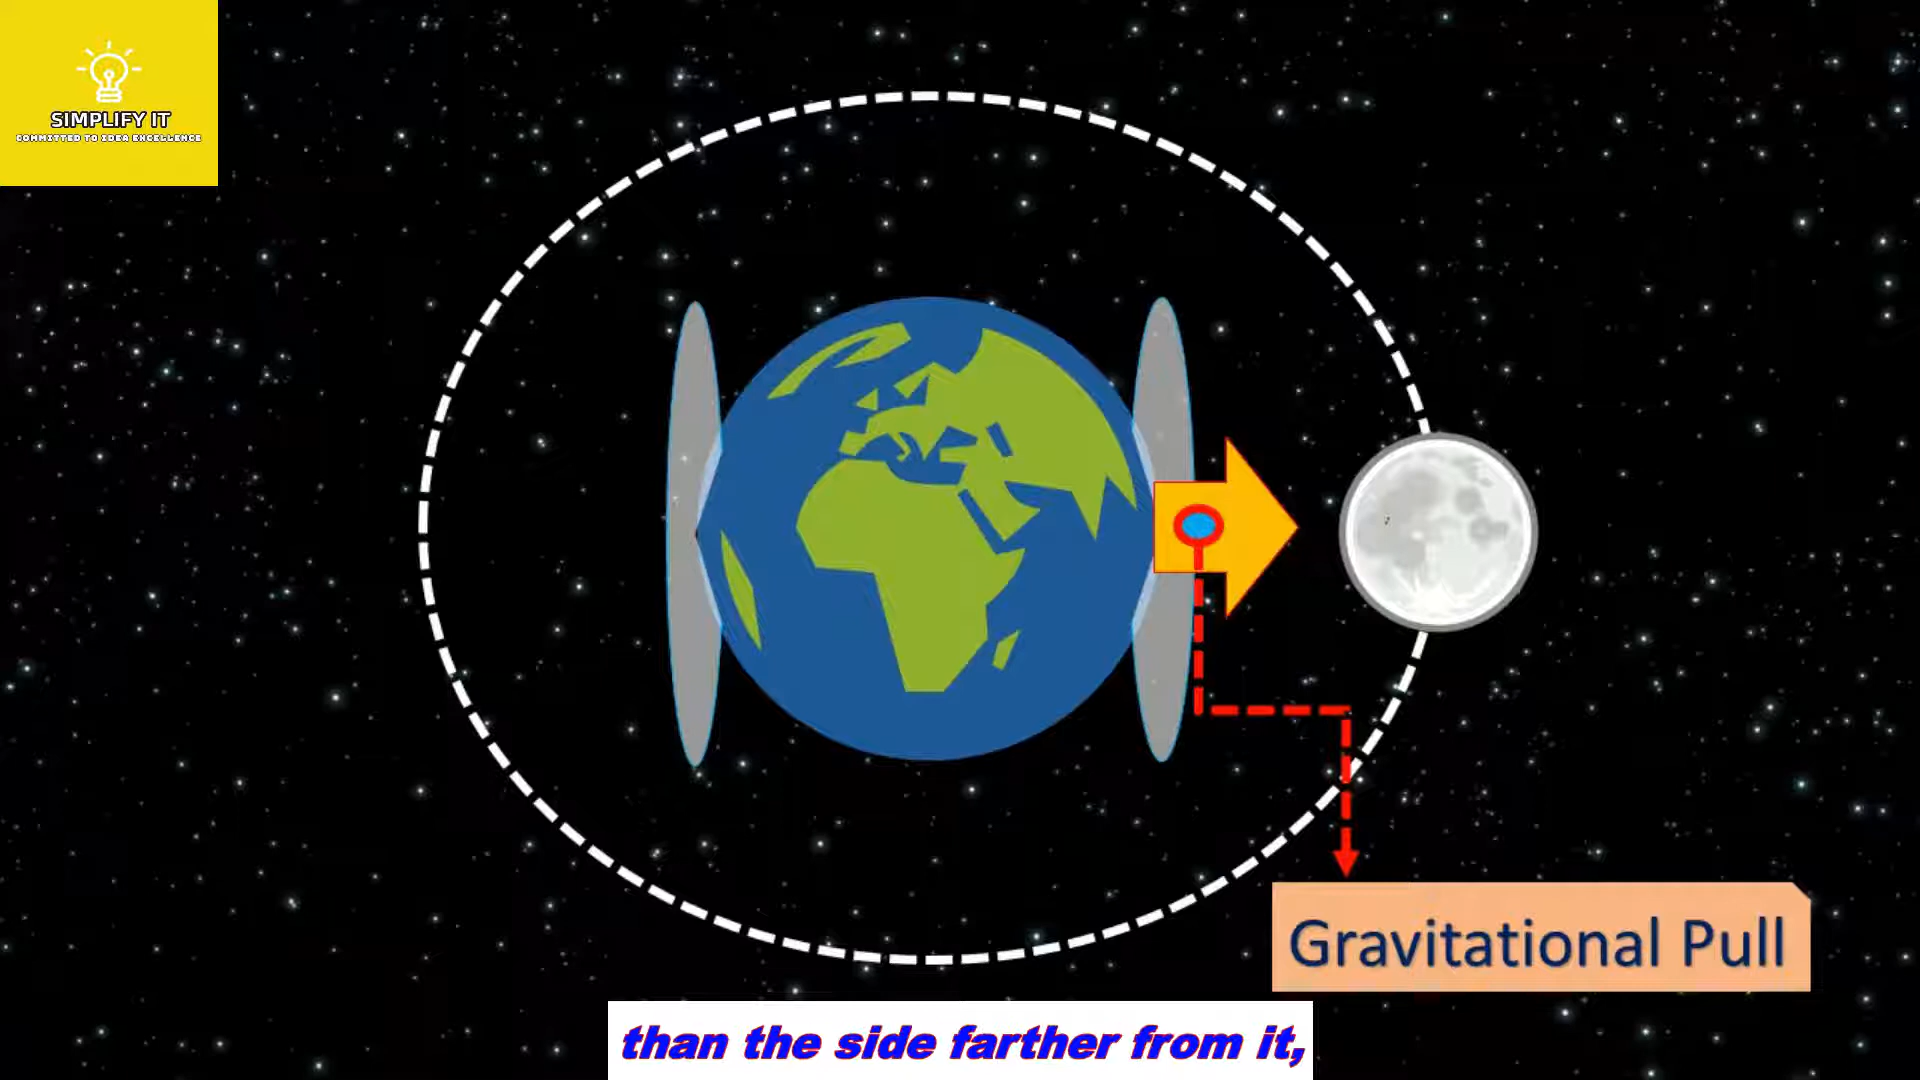 SIMPLIFY IT
COMMITTED TO IDEA EXCELLENCE
Gravitational Pull
than the side farther from it,